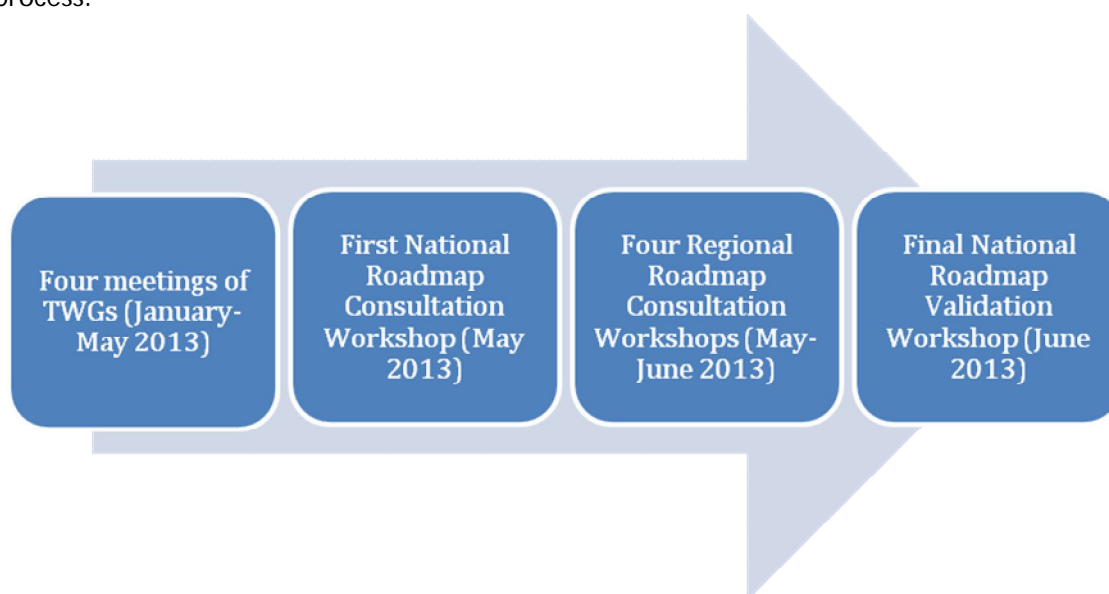 process.
Four meetings of
TWGs (January-
May 2013)
First National
Roadmap
Consultation
Workshop (May
2013)
Four Regional
Roadmap
Consultation
Workshops (May-
June 2013)
Final National
Roadmap
Validation
Workshop (June
2013)